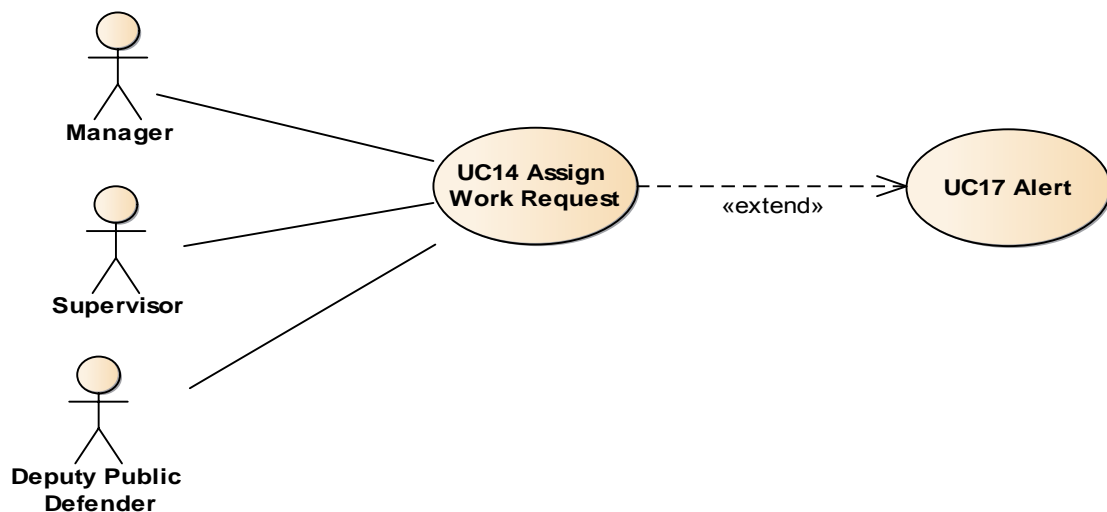 Manager
UC14 Assign
Work Request
«extend»
UC17 Alert
Supervisor
Deputy Public
Defender